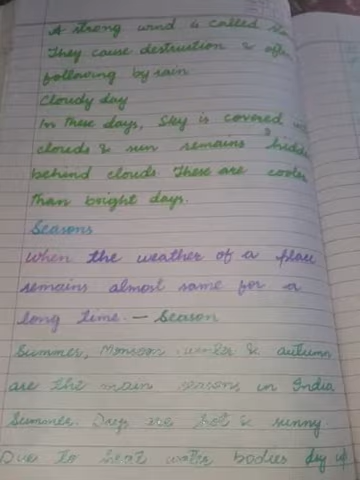 A strong wind is called
They cause destruction & often
following by rain
Cloudy day
In these days, Sky is covered
clouds & sun remains hidde
behind clouds. These are cooler
than bright days.
Seasons
When the weather of a place
remains almost same for a
long time. – Season
Summer, Monsoon, winter & autumn
are the main seasons in India
Summer. Days are hot & sunny.
Due to heat water bodies dry up